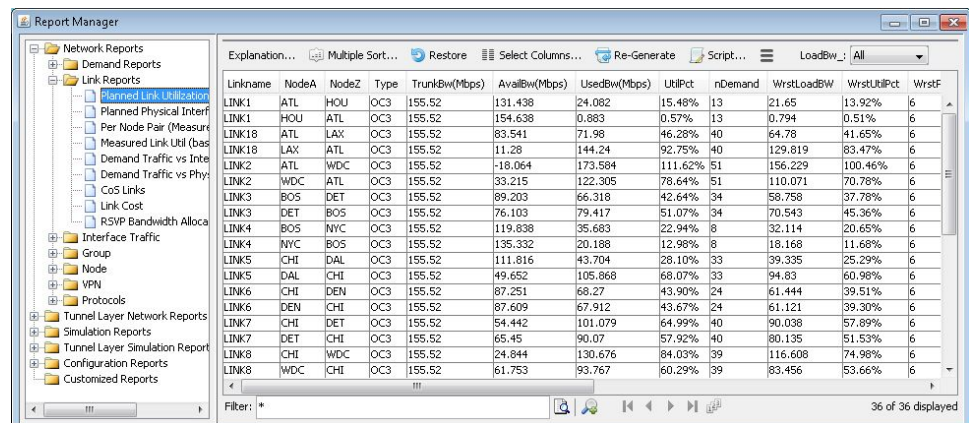 Report Manager
Network Reports
Demand Reports
Link Reports
Planned Link Utilization
Planned Physical Interf
Per Node Pair (Measure
Measured Link Util (bas
Demand Traffic vs Inte
Demand Traffic vs Phy
CoS Links
Link Cost
RSVP Bandwidth Alloca
Interface Traffic
Group
Node
VPN
Protocols
Tunnel Layer Network Reports
Simulation Reports
Tunnel Layer Simulation Report
Configuration Reports
Customized Reports
Explanation... Multiple Sort... Restore Select Columns... Re-Generate Script... LoadBw_: All
Linkname NodeA NodeZ Type TrunkBw(Mbps) AvailBw(Mbps) UsedBw(Mbps) UtilPct nDemand WrstLoadBW WrstUtilPct WrstF
LINK1 ATL HOU OC3 155.52 131.438 24.082 15.48% 13 21.65 13.92% 6
LINK1 HOU ATL OC3 155.52 154.638 0.883 0.57% 13 0.794 0.51% 6
LINK18 ATL LAX OC3 155.52 83.541 71.98 46.28% 40 64.78 41.65% 6
LINK18 LAX ATL OC3 155.52 11.28 144.24 92.75% 40 129.819 83.47% 6
LINK2 ATL WDC OC3 155.52 -18.064 173.584 111.62% 51 156.229 100.46% 6
LINK2 WDC ATL OC3 155.52 33.215 122.305 78.64% 51 110.071 70.78% 6
LINK3 BOS DET OC3 155.52 89.203 66.318 42.64% 34 58.758 37.78% 6
LINK3 DET BOS OC3 155.52 76.103 79.417 51.07% 34 70.543 45.36% 6
LINK4 BOS NYC OC3 155.52 119.838 35.683 22.94% 8 32.114 20.65% 6
LINK4 NYC BOS OC3 155.52 135.332 20.188 12.98% 8 18.168 11.68% 6
LINK5 CHI DAL OC3 155.52 111.816 43.704 28.10% 33 39.335 25.29% 6
LINK5 DAL CHI OC3 155.52 49.652 105.868 68.07% 33 94.83 60.98% 6
LINK6 CHI DEN OC3 155.52 87.251 68.27 43.90% 24 61.444 39.51% 6
LINK6 DEN CHI OC3 155.52 87.609 67.912 43.67% 24 61.121 39.30% 6
LINK7 CHI DET OC3 155.52 54.442 101.079 64.99% 40 90.038 57.89% 6
LINK7 DET CHI OC3 155.52 65.45 90.07 57.92% 40 80.135 51.53% 6
LINK8 CHI WDC OC3 155.52 24.844 130.676 84.03% 39 116.608 74.98% 6
LINK8 WDC CHI OC3 155.52 61.753 93.767 60.29% 39 83.456 53.66% 6
Filter: * 36 of 36 displayed